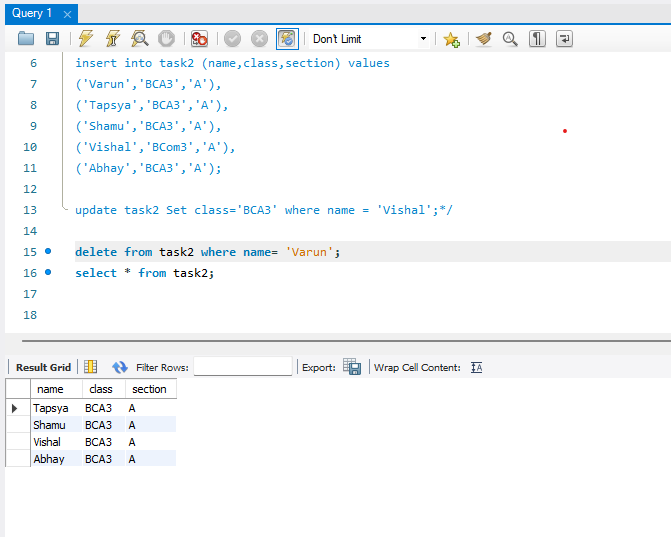 Query 1
Don't Limit
6 insert into task2 (name,class,section) values
7 ('Varun','BCA3','A'),
8 ('Tapsya','BCA3','A'),
9 ('Shamu','BCA3','A'),
10 ('Vishal','BCom3','A'),
11 ('Abhay','BCA3','A');
12
13 update task2 Set class='BCA3' where name = 'Vishal';*/
14
15 delete from task2 where name= 'Varun';
16 select * from task2;
17
18
Result Grid Filter Rows: Export: Wrap Cell Content:
name class section
Tapsya BCA3 A
Shamu BCA3 A
Vishal BCA3 A
Abhay BCA3 A